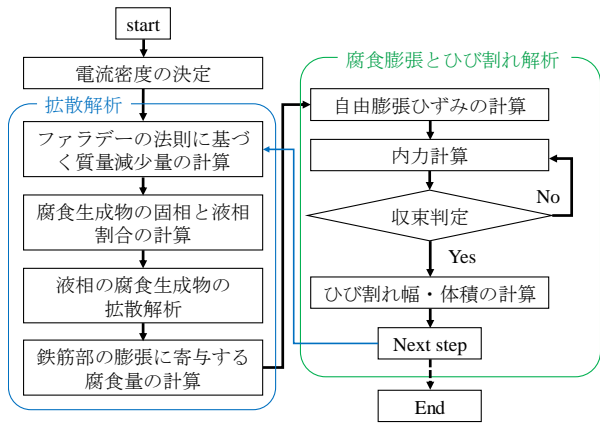 start
電流密度の決定
拡散解析
ファラデーの法則に基づ
く質量減少量の計算
腐食生成物の固相と液相
割合の計算
液相の腐食生成物の
拡散解析
鉄筋部の膨張に寄与する
腐食量の計算
腐食膨張とひび割れ解析
自由膨張ひずみの計算
内力計算
No
収束判定
Yes
ひび割れ幅・体積の計算
Next step
End